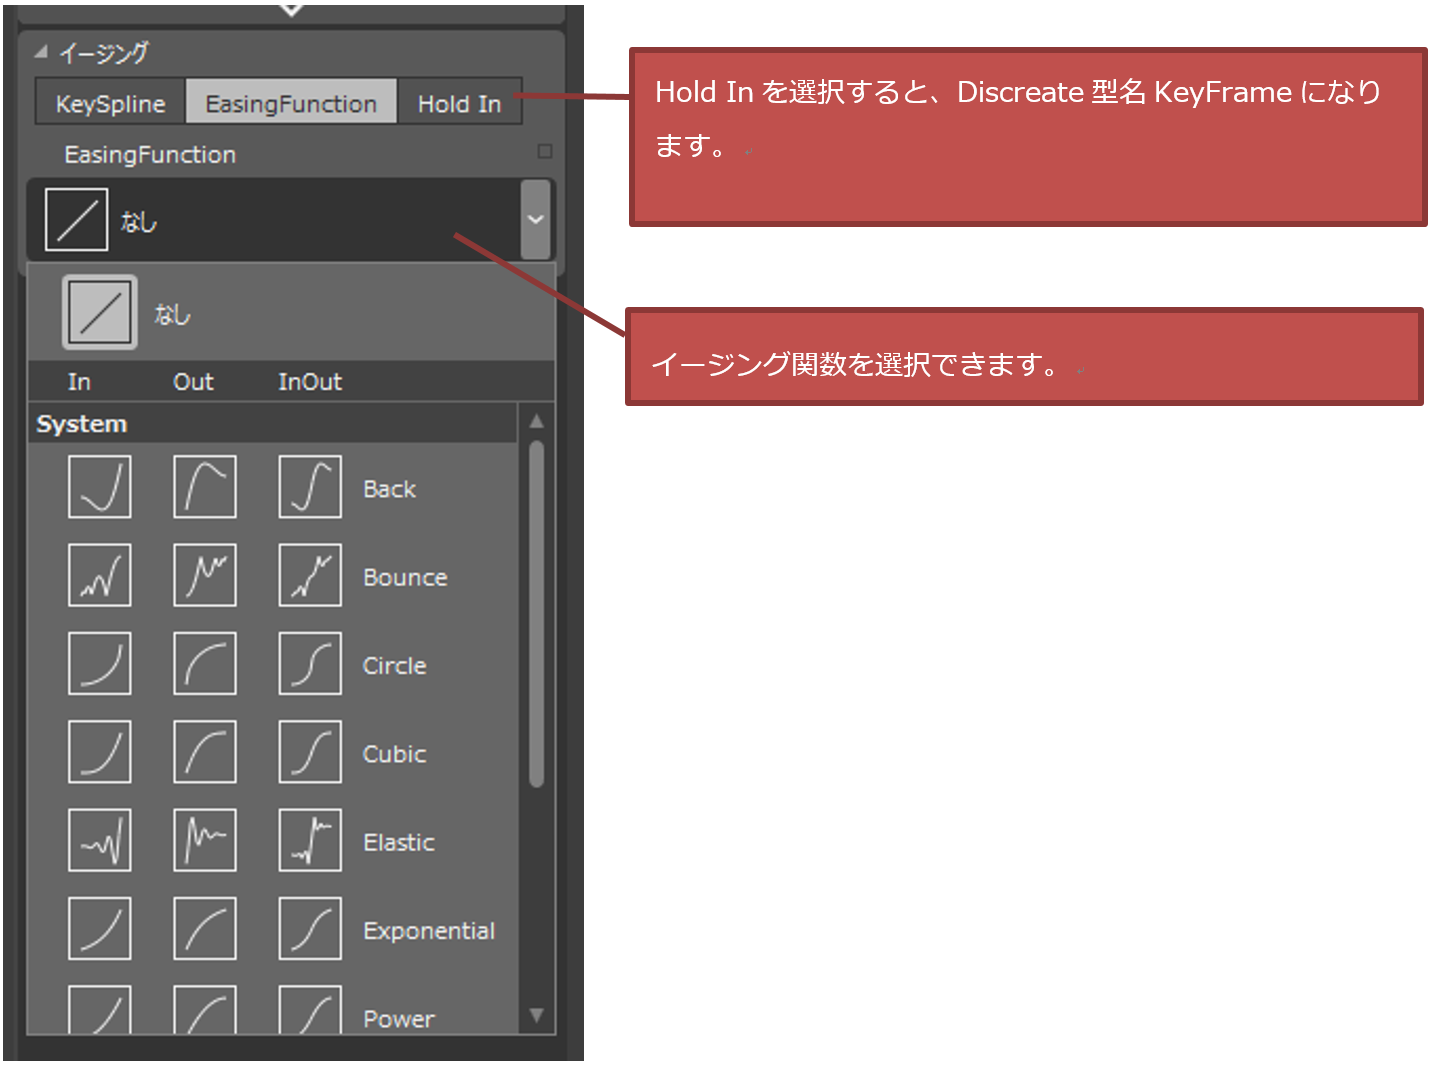 イージング
KeySpline EasingFunction Hold In
EasingFunction
なし
なし
In Out InOut
System
Back
Bounce
Circle
Cubic
Elastic
Exponential
Power
Hold In を選択すると、Discreate 型名 KeyFrame になり
ます。
イージング関数を選択できます。